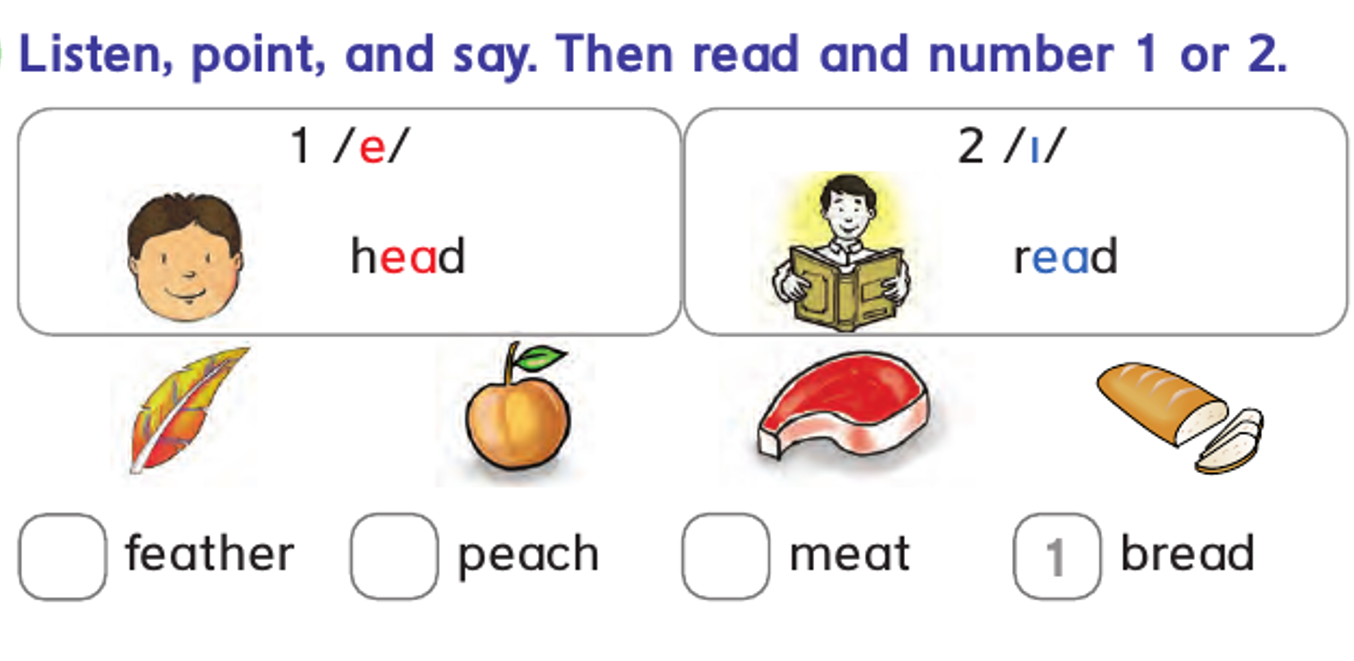 Listen, point, and say. Then read and number 1 or 2.
1 /e/
head
2 /ı/
read
feather
peach
meat
1 bread